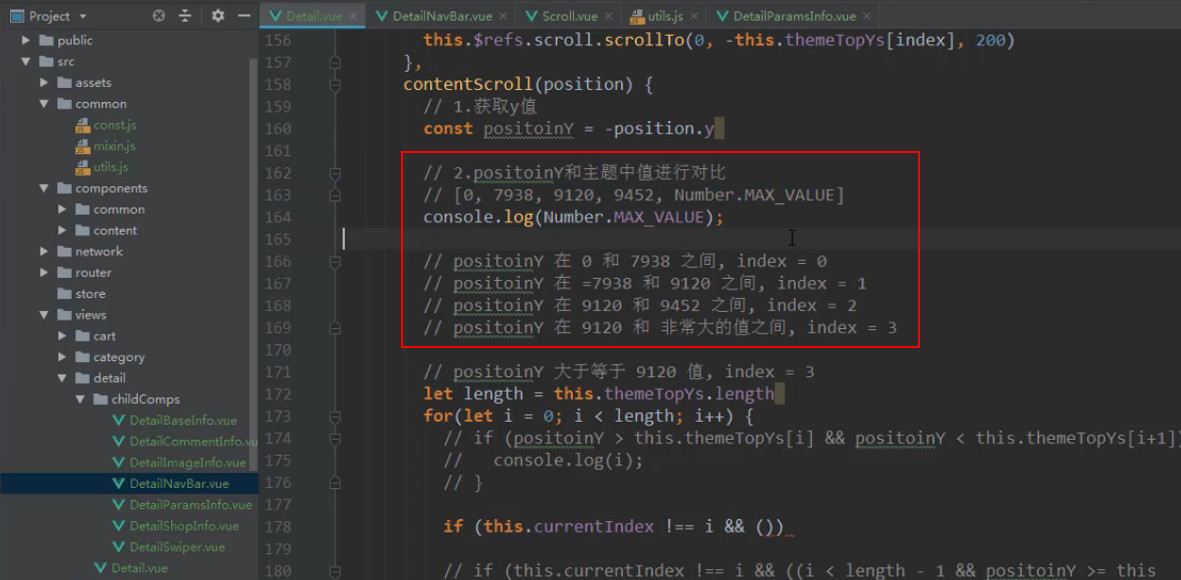 Project
Detail.vue
DetailNavBar.vue
Scroll.vue
utils.js
DetailParamsInfo.vue
public
src
assets
common
const.js
mixin.js
utils.js
components
common
content
network
router
store
views
cart
category
detail
childComps
DetailBaseInfo.vue
DetailCommentInfo.vu
DetailImageInfo.vue
DetailNavBar.vue
DetailParamsInfo.vue
DetailShopInfo.vue
DetailSwiper.vue
Detail.vue
156 this.$refs.scroll.scrollTo(0, -this.themeTopYs[index], 200)
157 },
158 contentScroll(position) {
159 // 1.获取y值
160 const positoinY = -position.y
161
162 // 2.positoinY和主题中值进行对比
163 // [0, 7938, 9120, 9452, Number.MAX_VALUE]
164 console.log(Number.MAX_VALUE);
165
166 // positoinY 在 0 和 7938 之间, index = 0
167 // positoinY 在 =7938 和 9120 之间, index = 1
168 // positoinY 在 9120 和 9452 之间, index = 2
169 // positoinY 在 9120 和 非常大的值之间, index = 3
170
171 // positoinY 大于等于 9120 值, index = 3
172 let length = this.themeTopYs.length
173 for(let i = 0; i < length; i++) {
174 // if (positoinY > this.themeTopYs[i] && positoinY < this.themeTopYs[i+1])
175 // console.log(i);
176 // }
177
178 if (this.currentIndex !== i && ())
179
180 // if (this.currentIndex !== i && ((i < length - 1 && positoinY >= this